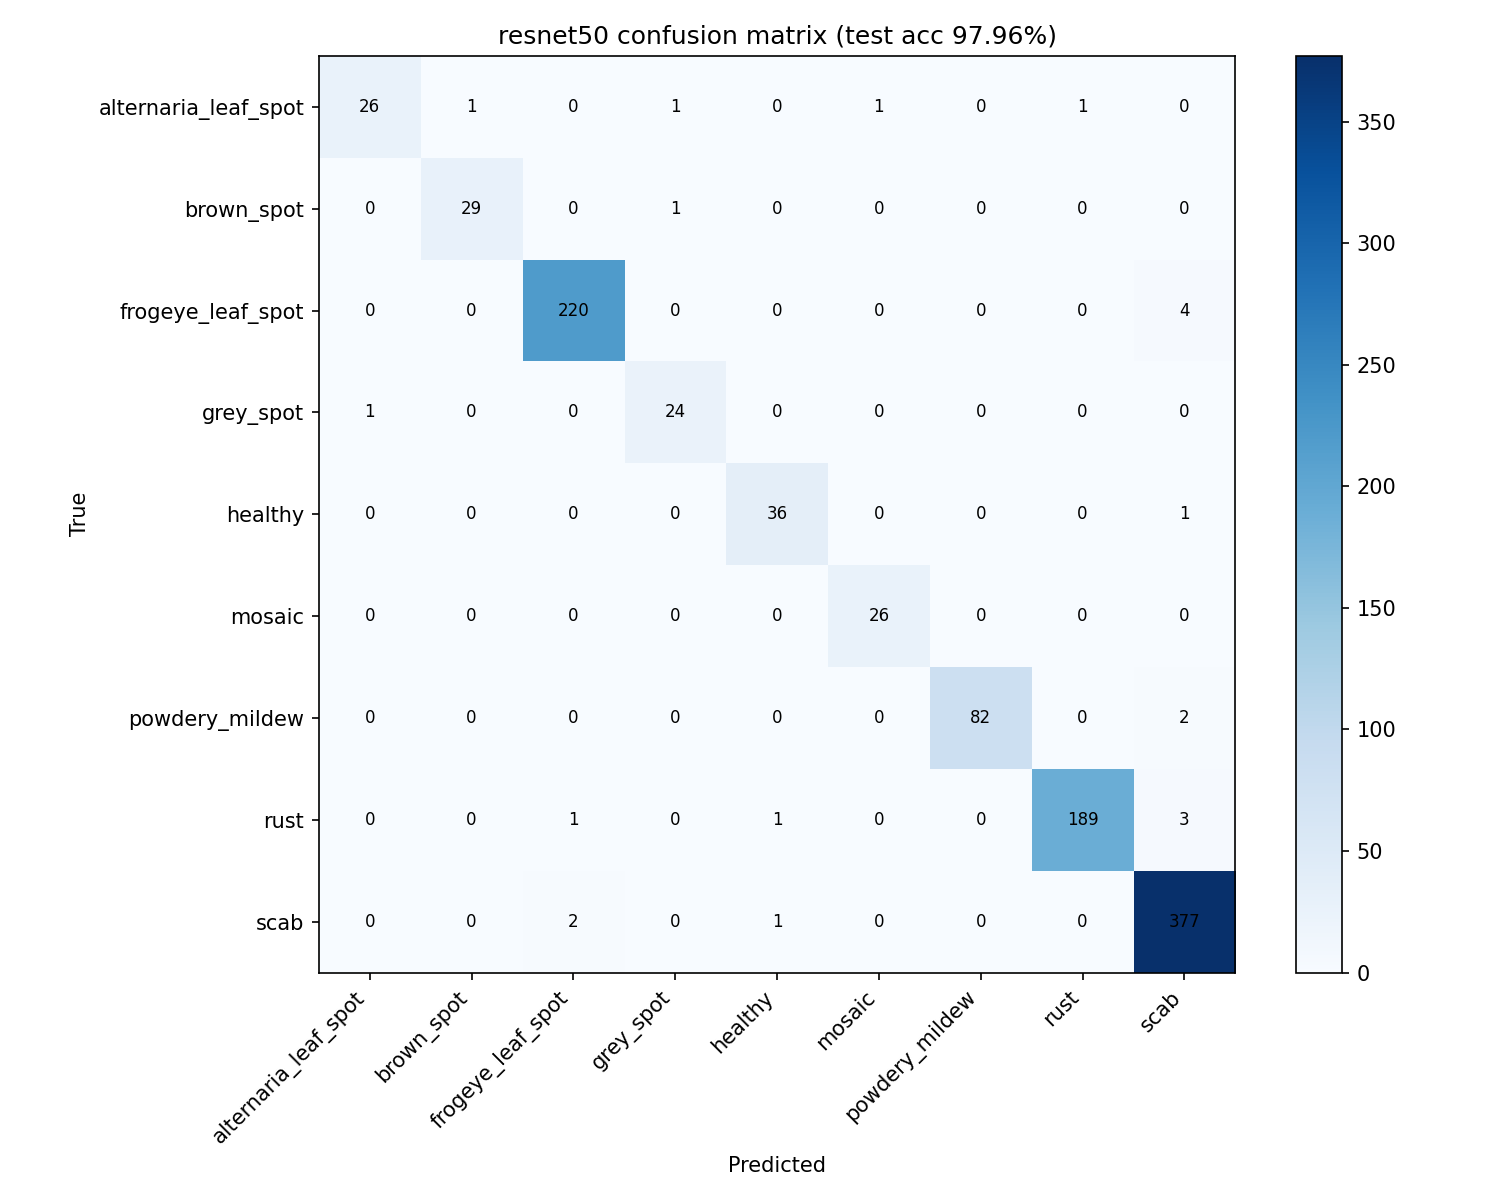 resnet50 confusion matrix (test acc 97.96%)
alternaria_leaf_spot 26 1 0 1 0 1 0 1 0
brown_spot 0 29 0 1 0 0 0 0 0
frogeye_leaf_spot 0 0 220 0 0 0 0 0 4
grey_spot 1 0 0 24 0 0 0 0 0
healthy 0 0 0 0 36 0 0 0 1
mosaic 0 0 0 0 0 26 0 0 0
powdery_mildew 0 0 0 0 0 0 82 0 2
rust 0 0 1 0 1 0 0 189 3
scab 0 0 2 0 1 0 0 0 377
True
alternaria_leaf_spot brown_spot frogeye_leaf_spot grey_spot healthy mosaic powdery_mildew rust scab
Predicted
350
300
250
200
150
100
50
0